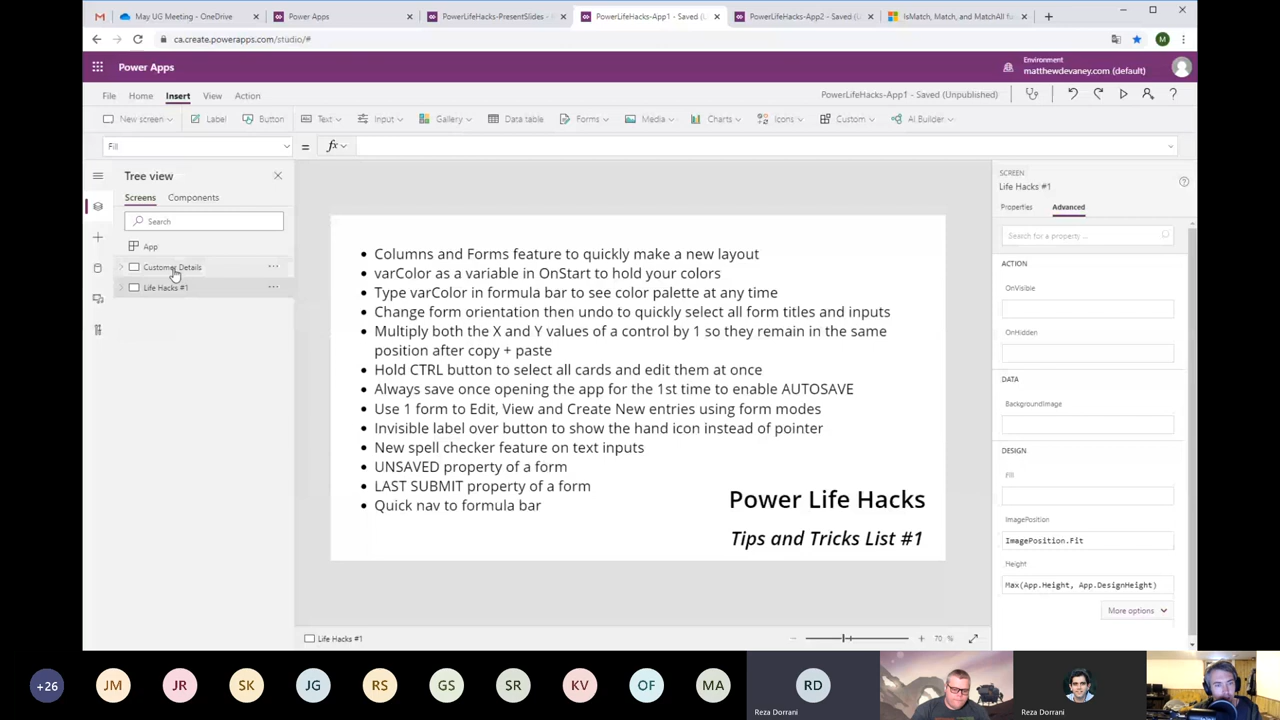 May UG Meeting - OneDrive
Power Apps
PowerLifeHacks-PresentSlides -
PowerLifeHacks-App1 - Saved (U
PowerLifeHacks-App2 - Saved (U
IsMatch, Match, and MatchAll fu
ca.create.powerapps.com/studio/#
M
Power Apps
Environment
matthewdevaney.com (default)
File Home Insert View Action
PowerLifeHacks-App1 - Saved (Unpublished)
New screen Label Button Text Input Gallery Data table Forms Media Charts Icons Custom AI Builder
Fill = fx
Tree view
Screens Components
Search
App
Customer Details
Life Hacks #1
• Columns and Forms feature to quickly make a new layout
• varColor as a variable in OnStart to hold your colors
• Type varColor in formula bar to see color palette at any time
• Change form orientation then undo to quickly select all form titles and inputs
• Multiply both the X and Y values of a control by 1 so they remain in the same
position after copy + paste
• Hold CTRL button to select all cards and edit them at once
• Always save once opening the app for the 1st time to enable AUTOSAVE
• Use 1 form to Edit, View and Create New entries using form modes
• Invisible label over button to show the hand icon instead of pointer
• New spell checker feature on text inputs
• UNSAVED property of a form
• LAST SUBMIT property of a form
• Quick nav to formula bar
Power Life Hacks
Tips and Tricks List #1
SCREEN
Life Hacks #1
Properties Advanced
Search for a property ...
ACTION
OnVisible
OnHidden
DATA
BackgroundImage
DESIGN
Fill
ImagePosition
ImagePosition.Fit
Height
Max(App.Height, App.DesignHeight)
More options
Life Hacks #1
70 %
+26 JM JR SK JG RS GS SR KV OF MA RD
Reza Dorrani
Reza Dorrani